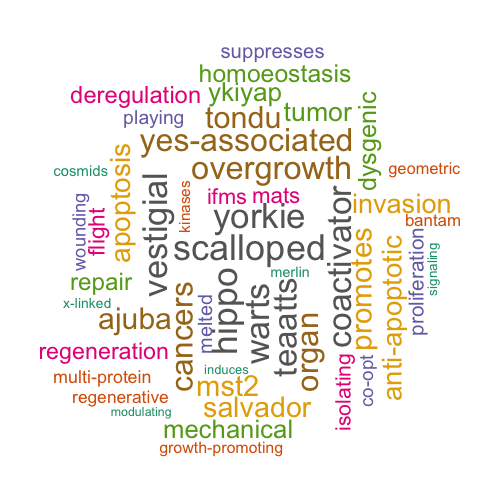 suppresses
homoeostasis
deregulation
ykiyap
playing
tondu
tumor
dysgenic
yes-associated
cosmids
apoptosis
overgrowth
geometric
wounding
flight
vestigial
kinases
ifms
mats
coactivator
invasion
yorkie
bantam
scalloped
promotes
anti-apoptotic
proliferation
signaling
repair
hippo
merlin
x-linked
ajuba
cancers
melted
warts
teaatts
organ
regeneration
induces
isolating
co-opt
multi-protein
mst2
regenerative
salvador
modulating
mechanical
growth-promoting